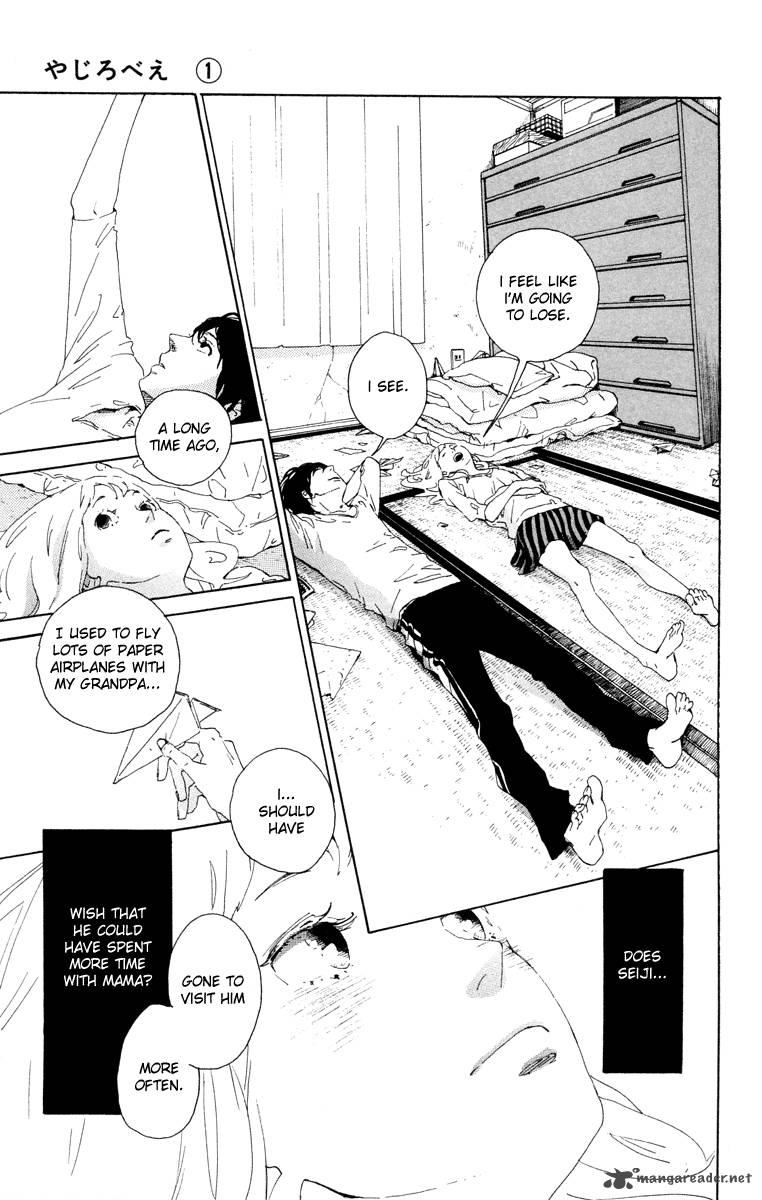 やじろべえ ①
I FEEL LIKE
I'M GOING
TO LOSE.
I SEE.
A LONG
TIME AGO,
I USED TO FLY
LOTS OF PAPER
AIRPLANES WITH
MY GRANDPA...
I...
SHOULD
HAVE
GONE TO
VISIT HIM
MORE
OFTEN.
DOES
SEIJI...
WISH THAT
HE COULD
HAVE SPENT
MORE TIME
WITH MAMA?
mangareader.net